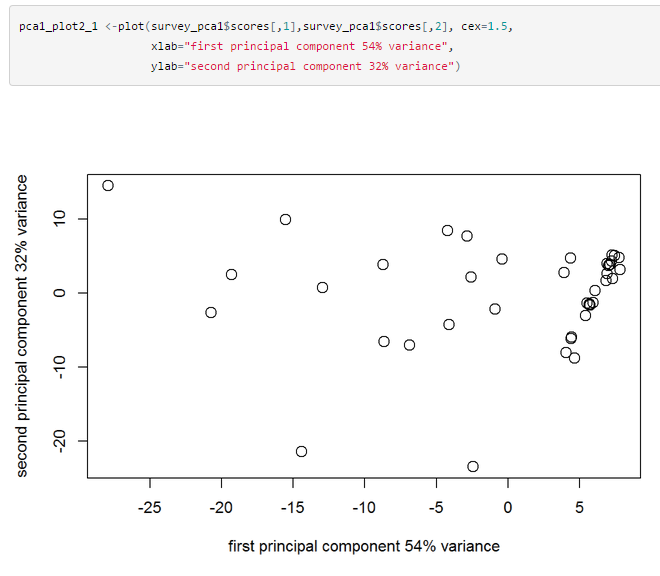 pca1_plot2_1 <-plot(survey_pca1$scores[,1],survey_pca1$scores[,2], cex=1.5,
xlab="first principal component 54% variance",
ylab="second principal component 32% variance")
second principal component 32% variance
10
0
-10
-20
-25 -20 -15 -10 -5 0 5
first principal component 54% variance